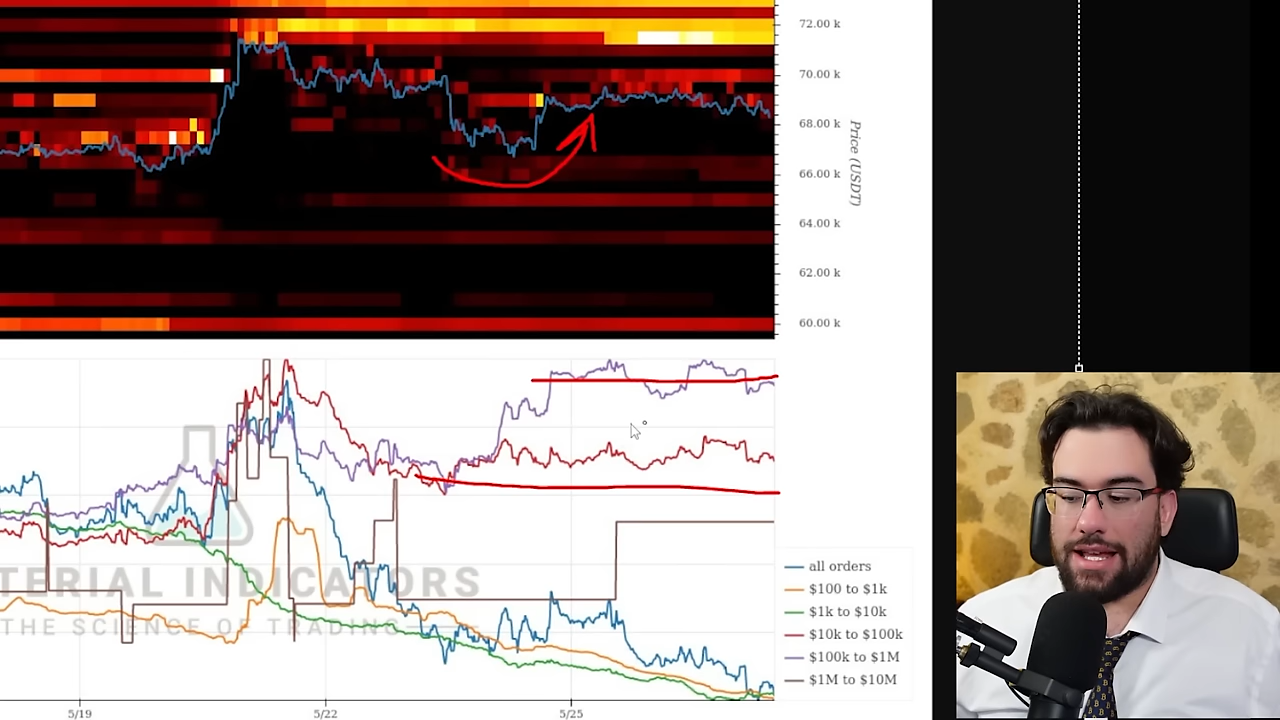 72.00 k
70.00 k
68.00 k
66.00 k
64.00 k
62.00 k
60.00 k
Price (USDT)
TERIAL INDICATORS
THE SCIENCE OF TRADING
all orders
$100 to $1k
$1k to $10k
$10k to $100k
$100k to $1M
$1M to $10M
5/19
5/22
5/25